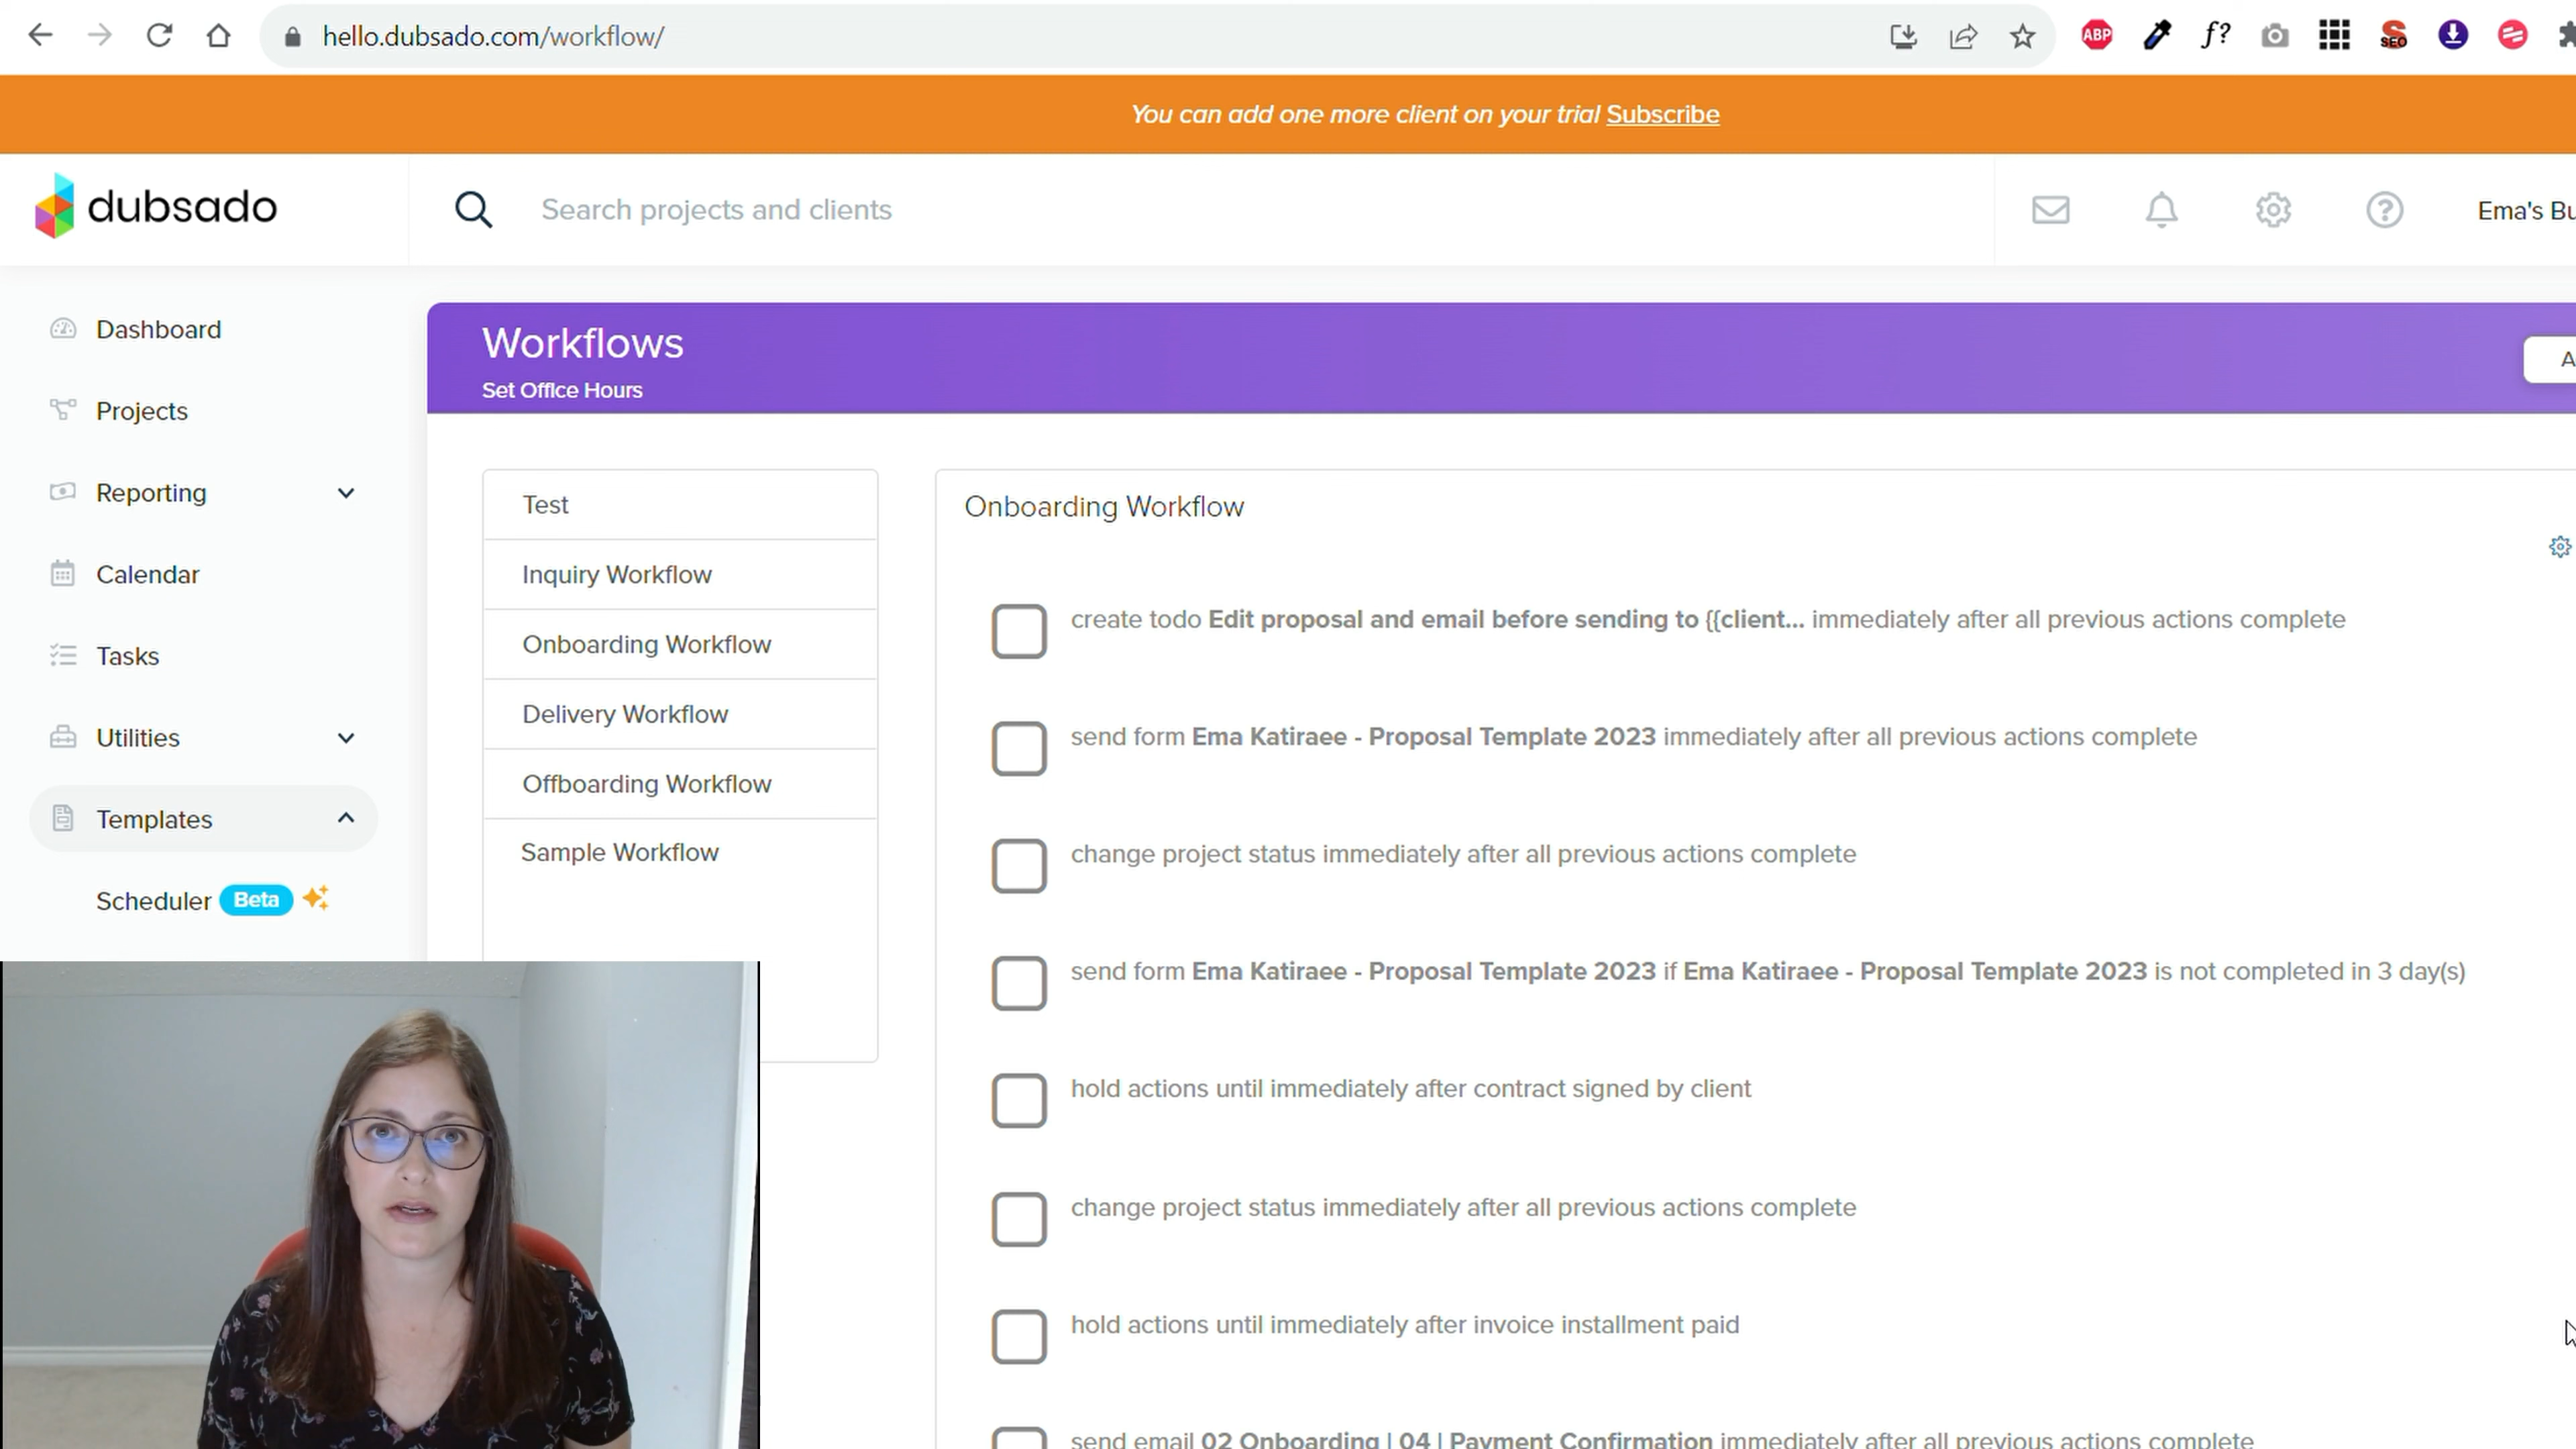 hello.dubsado.com/workflow/
ABP
f?
SEO
You can add one more client on your trial Subscribe
dubsado
Search projects and clients
Ema's Bu
Dashboard
Projects
Reporting
Calendar
Tasks
Utilities
Templates
Scheduler Beta
Workflows
Set Office Hours
A
Test
Inquiry Workflow
Onboarding Workflow
Delivery Workflow
Offboarding Workflow
Sample Workflow
Onboarding Workflow
create todo Edit proposal and email before sending to {{client... immediately after all previous actions complete
send form Ema Katiraee - Proposal Template 2023 immediately after all previous actions complete
change project status immediately after all previous actions complete
send form Ema Katiraee - Proposal Template 2023 if Ema Katiraee - Proposal Template 2023 is not completed in 3 day(s)
hold actions until immediately after contract signed by client
change project status immediately after all previous actions complete
hold actions until immediately after invoice installment paid
send email 02 Onboarding | 04 | Payment Confirmation immediately after all previous actions complete